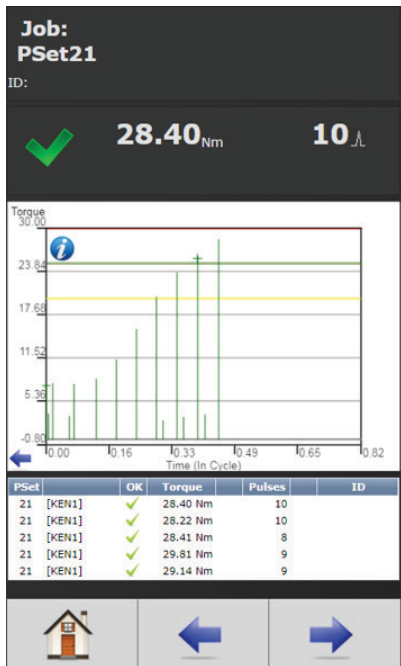 Job:
PSet21
ID:
28.40 Nm 10
Torque
30.00
23.84
17.68
11.52
5.36
-0.80
0.00 0.16 0.33 0.49 0.65 0.82
Time (In Cycle)
PSet OK Torque Pulses ID
21 [KEN1] 28.40 Nm 10
21 [KEN1] 28.22 Nm 10
21 [KEN1] 28.41 Nm 8
21 [KEN1] 29.81 Nm 9
21 [KEN1] 29.14 Nm 9